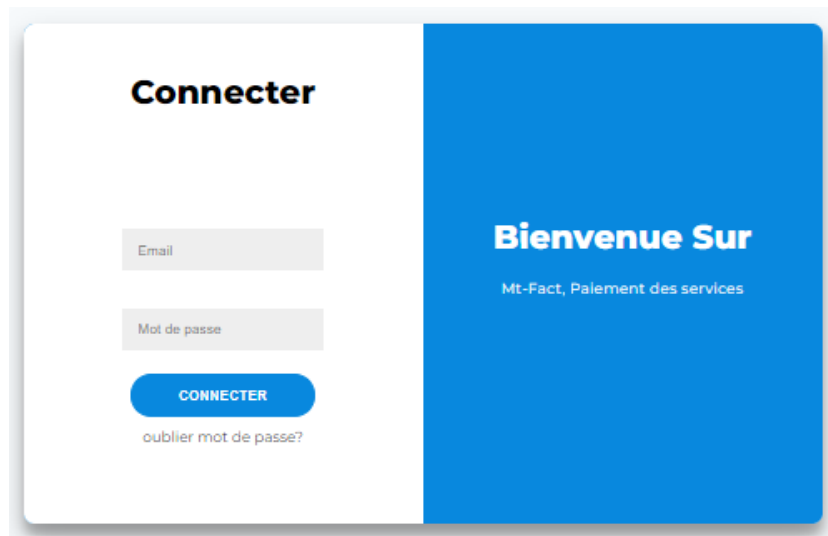 Connecter
Email
Mot de passe
CONNECTER
oublier mot de passe?
Bienvenue Sur
Mt-Fact, Paiement des services